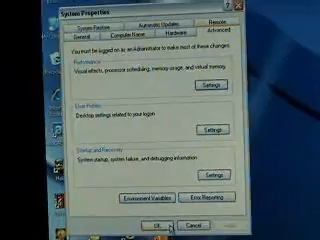 System Properties
System Restore
Automatic Updates
Remote
General
Computer Name
Hardware
Advanced
You must be logged on as an Administrator to make most of these changes.
Performance
Visual effects, processor scheduling, memory usage, and virtual memory
Settings
User Profiles
Desktop settings related to your logon
Settings
Startup and Recovery
System startup, system failure, and debugging information
Settings
Environment Variables
Error Reporting
OK
Cancel
Apply